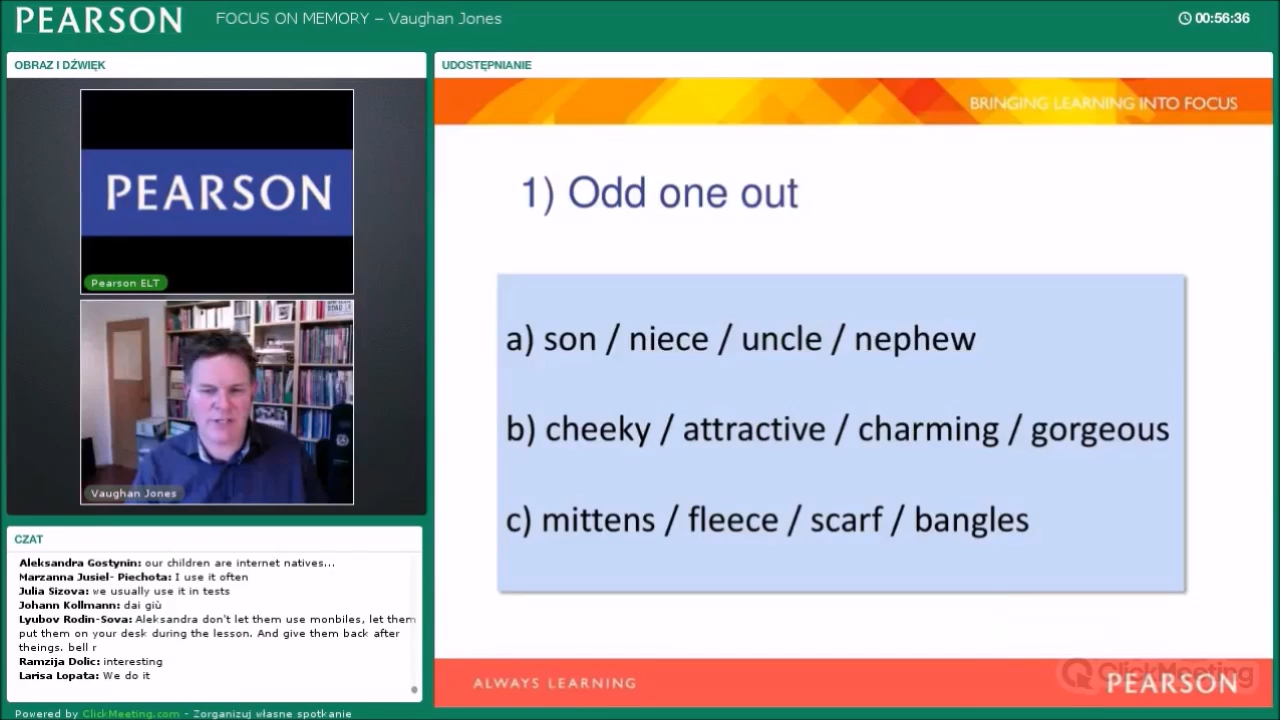 PEARSON
FOCUS ON MEMORY – Vaughan Jones
00:56:36
OBRAZ I DŹWIĘK
PEARSON
Pearson ELT
Vaughan Jones
CZAT
Aleksandra Gostynin: our children are internet natives...
Marzanna Jusiel- Piechota: I use it often
Julia Sizova: we usually use it in tests
Johann Kollmann: dai giù
Lyubov Rodin-Sova: Aleksandra don't let them use monbiles, let them
put them on your desk during the lesson. And give them back after
theings. bell r
Ramzija Dolic: interesting
Larisa Lopata: We do it
UDOSTĘPNIANIE
BRINGING LEARNING INTO FOCUS
1) Odd one out
a) son / niece / uncle / nephew
b) cheeky / attractive / charming / gorgeous
c) mittens / fleece / scarf / bangles
ALWAYS LEARNING
ClickMeeting
PEARSON
Powered by ClickMeeting.com - Zorganizuj własne spotkanie